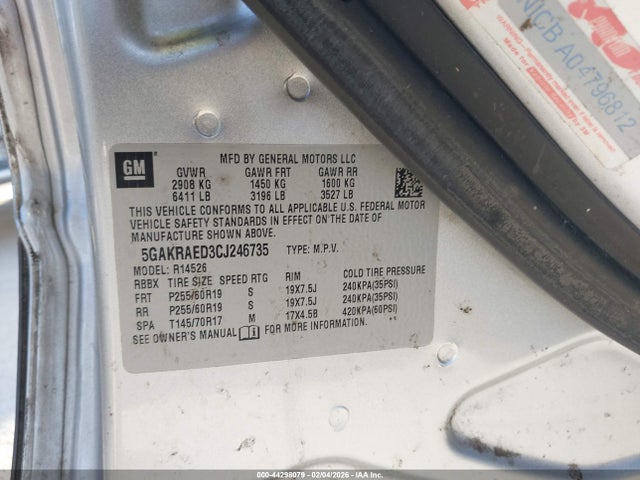 NICB A04796812
GM
MFD BY GENERAL MOTORS LLC
GVWR GAWR FRT GAWR RR
2908 KG 1450 KG 1600 KG
6411 LB 3196 LB 3527 LB
THIS VEHICLE CONFORMS TO ALL APPLICABLE U.S. FEDERAL MOTOR
VEHICLE SAFETY STANDARDS IN EFFECT ON THE DATE OF
MANUFACTURE SHOWN ABOVE.
5GAKRAED3CJ246735 TYPE: M.P.V.
MODEL: R14526
RBBX TIRE SIZE SPEED RTG RIM COLD TIRE PRESSURE
FRT P255/60R19 S 19X7.5J 240KPA(35PSI)
RR P255/60R19 S 19X7.5J 240KPA(35PSI)
SPA T145/70R17 M 17X4.5B 420KPA(60PSI)
SEE OWNER'S MANUAL FOR MORE INFORMATION.
000-44298079 - 02/04/2026 - IAA Inc.